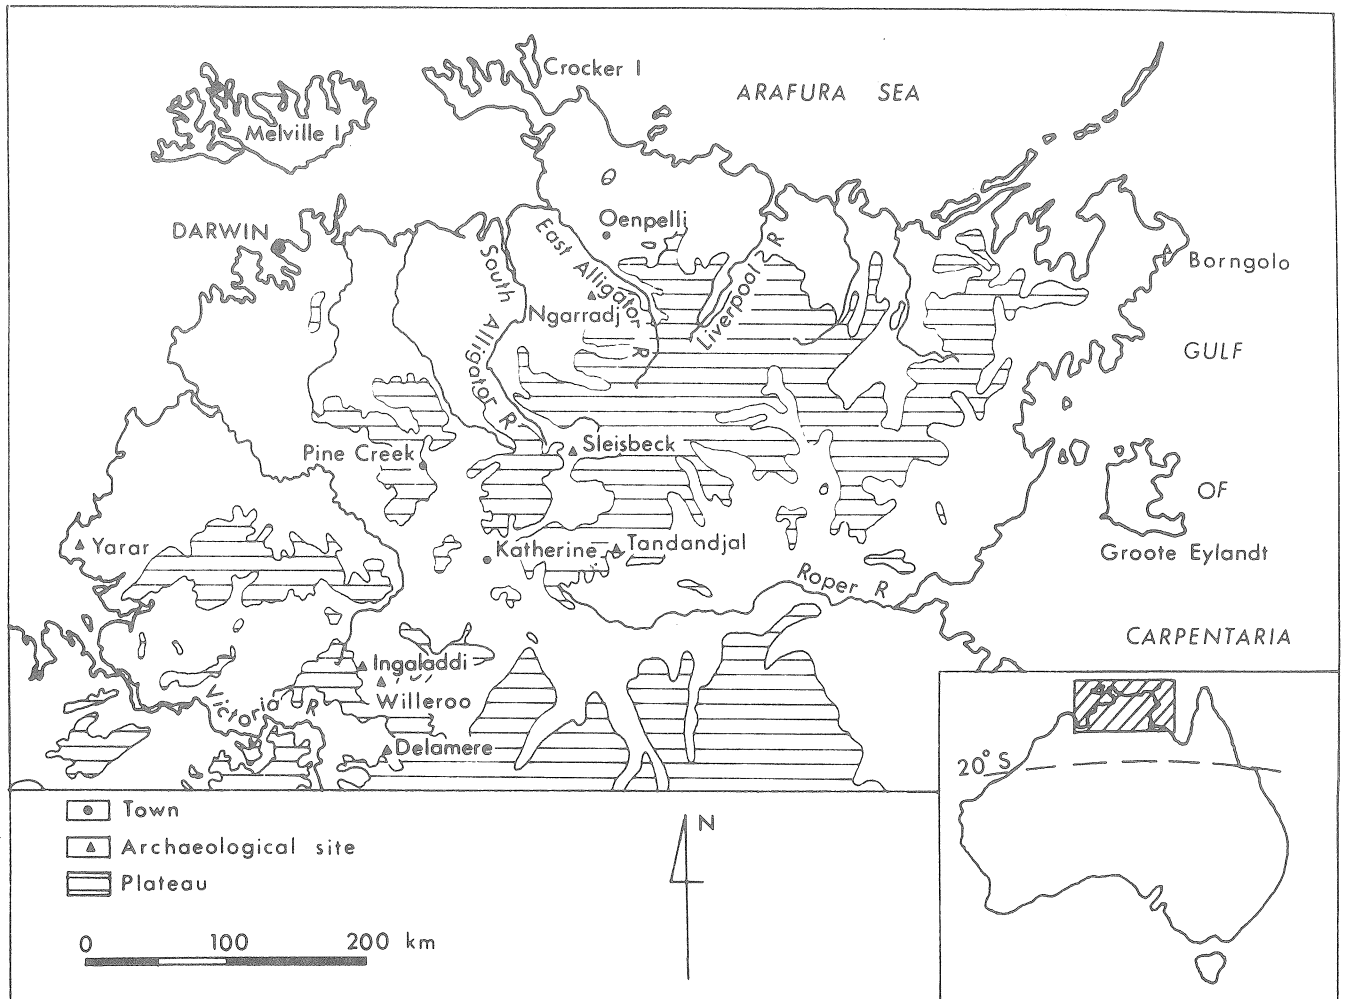 Crocker I
ARAFURA SEA
Melville I
Oenpelli
DARWIN
East Alligator R
South Alligator R
Liverpool R
Borngolo
Ngarradj
GULF
Sleisbeck
Pine Creek
OF
Yarar
Katherine
Tandandjal
Groote Eylandt
Roper R
CARPENTARIA
Ingaladdi
Willeroo
Victoria R
Delamere
20° S
Town
N
Archaeological site
Plateau
0 100 200 km